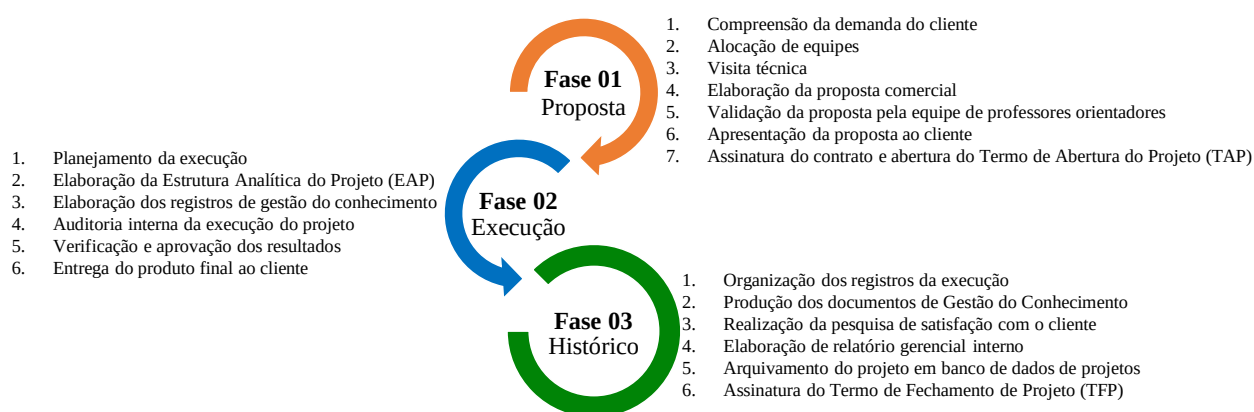 Fase 01
Proposta
1. Compreensão da demanda do cliente
2. Alocação de equipes
3. Visita técnica
4. Elaboração da proposta comercial
5. Validação da proposta pela equipe de professores orientadores
6. Apresentação da proposta ao cliente
7. Assinatura do contrato e abertura do Termo de Abertura do Projeto (TAP)
Fase 02
Execução
1. Planejamento da execução
2. Elaboração da Estrutura Analítica do Projeto (EAP)
3. Elaboração dos registros de gestão do conhecimento
4. Auditoria interna da execução do projeto
5. Verificação e aprovação dos resultados
6. Entrega do produto final ao cliente
Fase 03
Histórico
1. Organização dos registros da execução
2. Produção dos documentos de Gestão do Conhecimento
3. Realização da pesquisa de satisfação com o cliente
4. Elaboração de relatório gerencial interno
5. Arquivamento do projeto em banco de dados de projetos
6. Assinatura do Termo de Fechamento de Projeto (TFP)